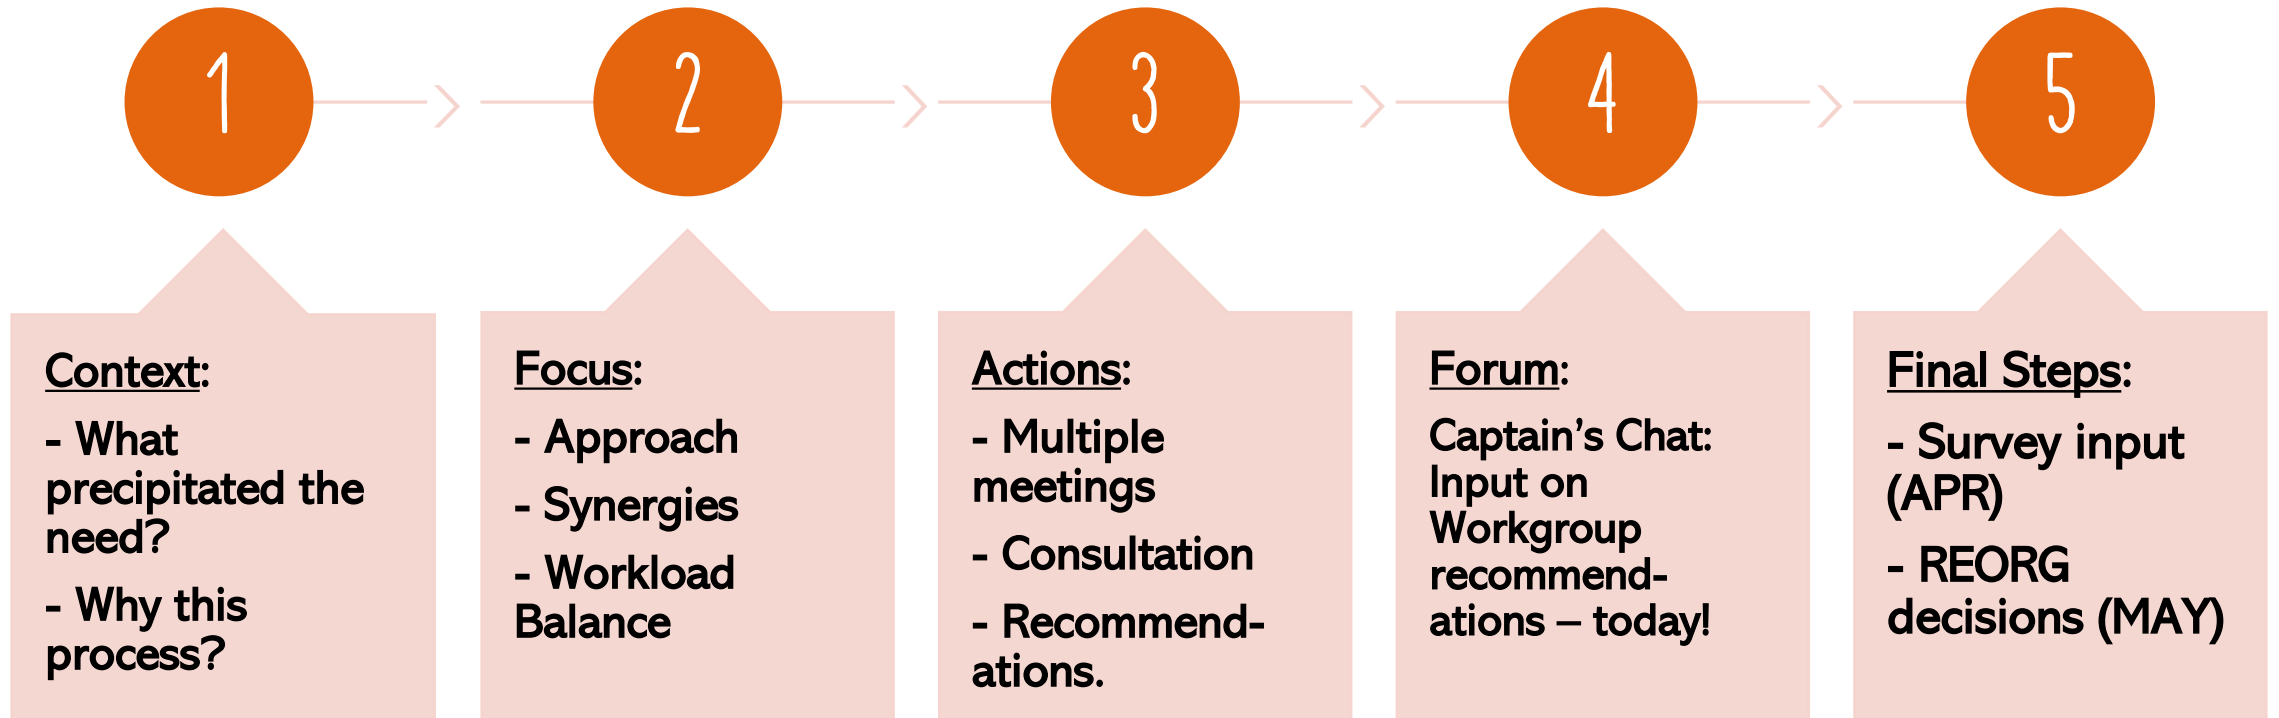 1
2
3
4
5
Context:
- What
precipitated the
need?
- Why this
process?
Focus:
- Approach
- Synergies
- Workload
Balance
Actions:
- Multiple
meetings
- Consultation
- Recommend-
ations.
Forum:
Captain’s Chat:
Input on
Workgroup
recommend-
ations – today!
Final Steps:
- Survey input
(APR)
- REORG
decisions (MAY)